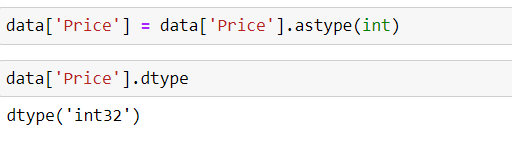 data['Price'] = data['Price'].astype(int)
data['Price'].dtype
dtype('int32')